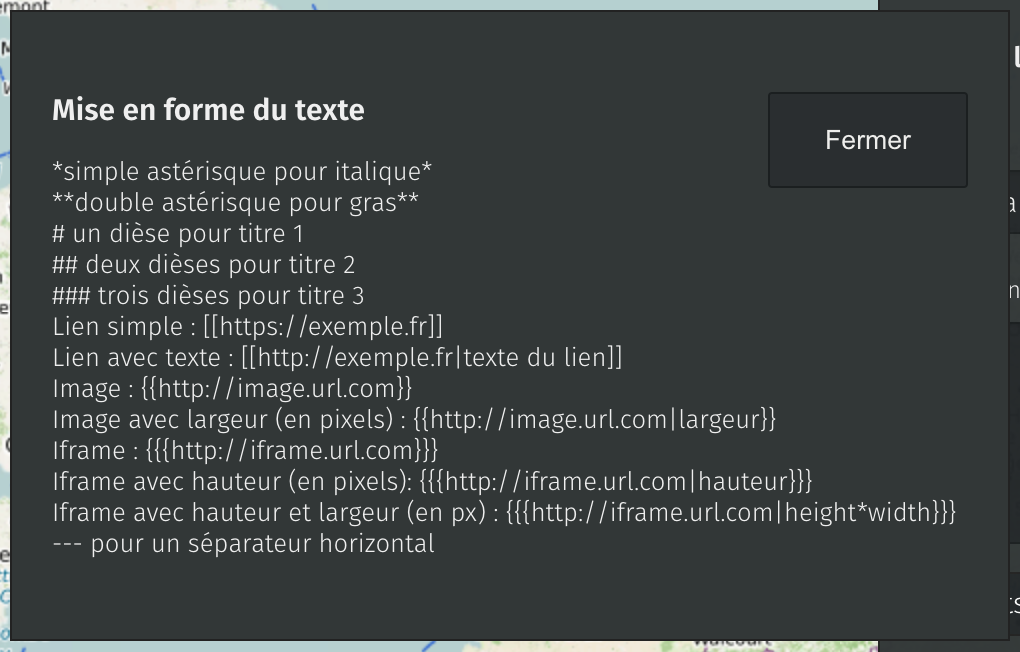 Mise en forme du texte
Fermer
*simple astérisque pour italique*
**double astérisque pour gras**
# un dièse pour titre 1
## deux dièses pour titre 2
### trois dièses pour titre 3
Lien simple : [[https://exemple.fr]]
Lien avec texte : [[http://exemple.fr|texte du lien]]
Image : {{http://image.url.com}}
Image avec largeur (en pixels) : {{http://image.url.com|largeur}}
Iframe : {{{http://iframe.url.com}}}
Iframe avec hauteur (en pixels): {{{http://iframe.url.com|hauteur}}}
Iframe avec hauteur et largeur (en px) : {{{http://iframe.url.com|height*width}}}
--- pour un séparateur horizontal